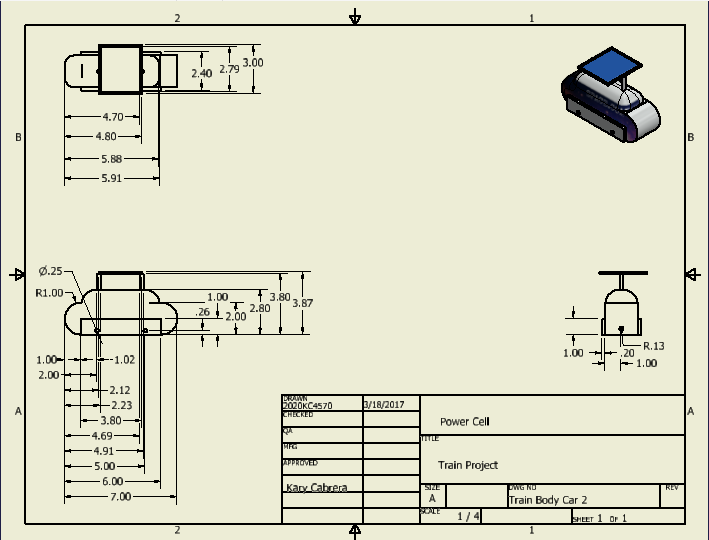 2
1
2.40
2.79
3.00
4.70
4.80
5.88
5.91
B
B
Ø.25
R1.00
1.00
.26
2.00
2.80
3.80
3.87
1.00
1.02
2.00
2.12
2.23
3.80
4.69
4.91
5.00
6.00
7.00
1.00
.20
R.13
1.00
A
A
DRAWN
2020KC4570
3/18/2017
CHECKED
QA
MFG
APPROVED
Kary Cabrera
Power Cell
TITLE
Train Project
SIZE
A
DWG NO
Train Body Car 2
REV
SCALE
1 / 4
SHEET 1 OF 1
2
1